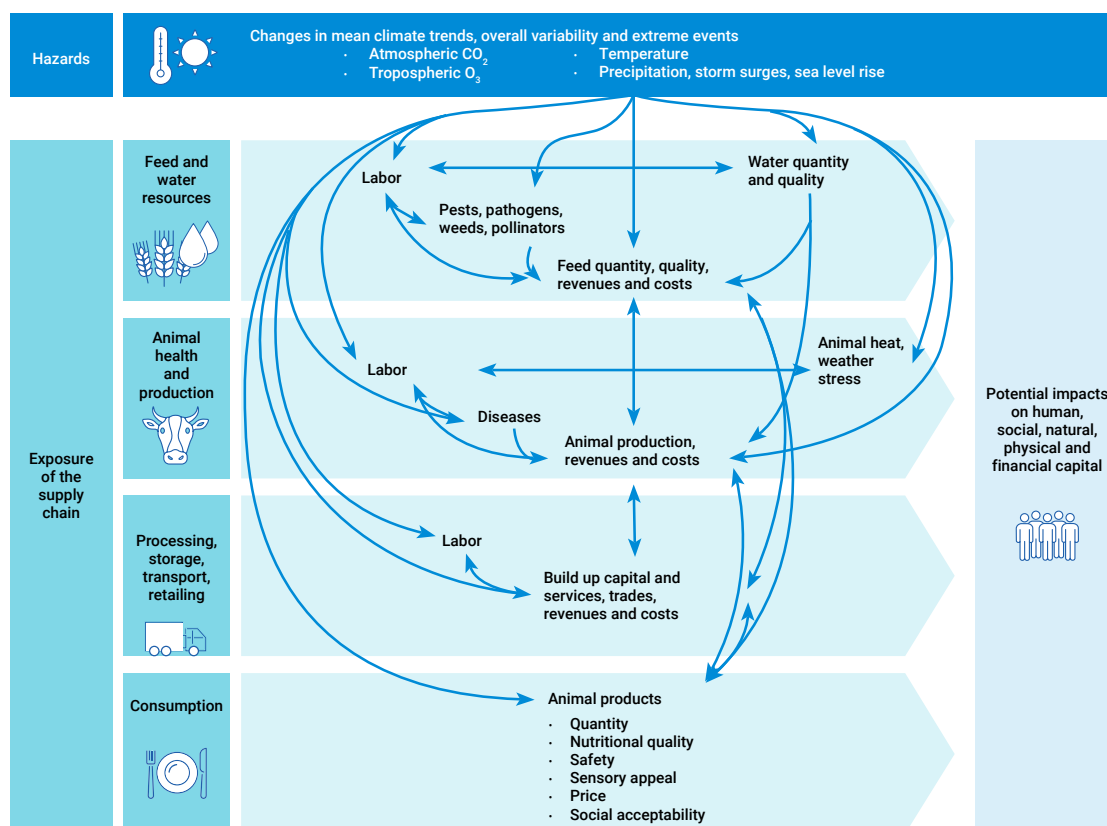 Hazards
Changes in mean climate trends, overall variability and extreme events
· Atmospheric CO₂
· Temperature
· Tropospheric O₃
· Precipitation, storm surges, sea level rise
Exposure
of the
supply
chain
Feed and
water
resources
Labor
Water quantity
and quality
Pests, pathogens,
weeds, pollinators
Feed quantity, quality,
revenues and costs
Animal
health
and
production
Labor
Animal heat,
weather
stress
Diseases
Animal production,
revenues and costs
Processing,
storage,
transport,
retailing
Labor
Build up capital and
services, trades,
revenues and costs
Consumption
Animal products
· Quantity
· Nutritional quality
· Safety
· Sensory appeal
· Price
· Social acceptability
Potential impacts
on human,
social, natural,
physical and
financial capital